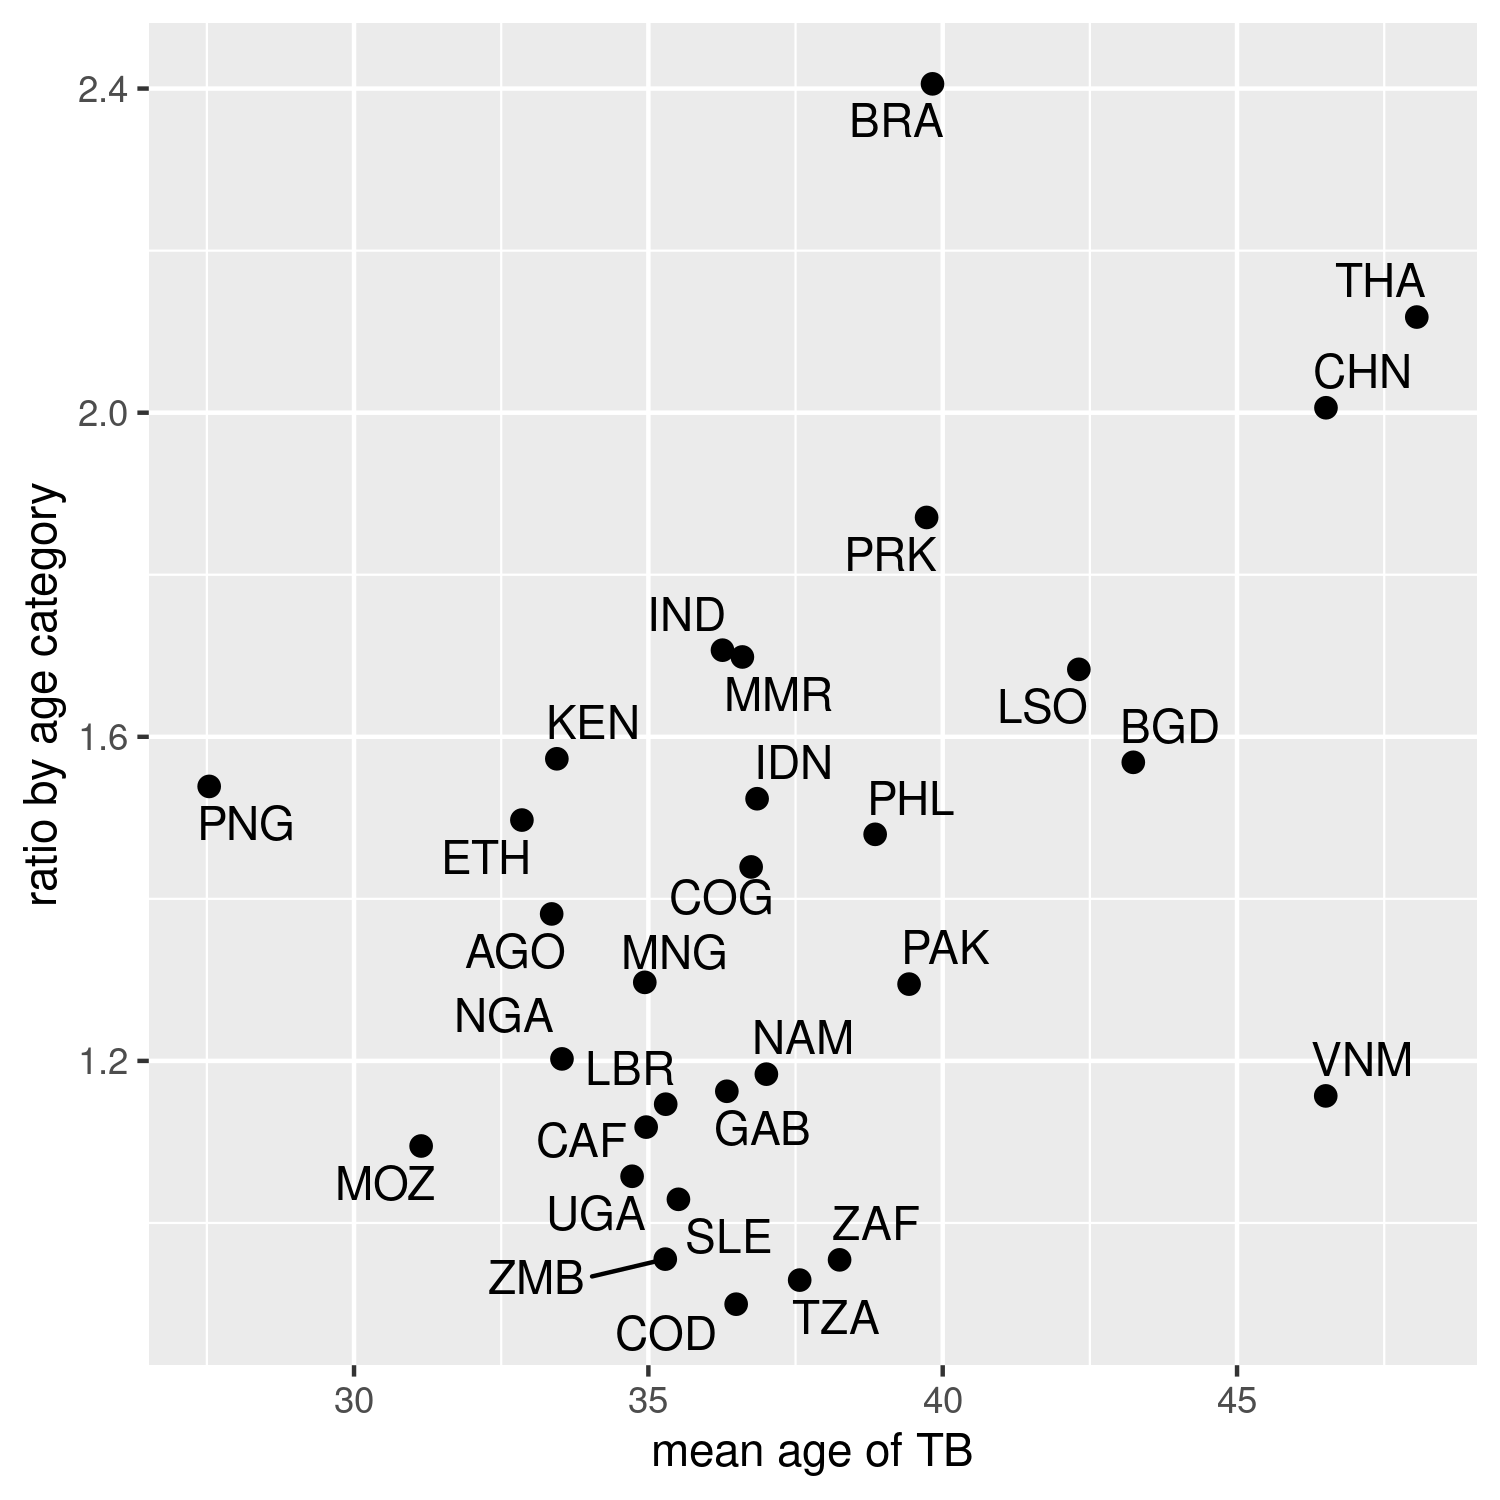 2.4
BRA
THA
CHN
2.0
PRK
IND
MMR
LSO
KEN
BGD
1.6
IDN
PHL
PNG
ETH
COG
AGO
MNG
PAK
NGA
NAM
LBR
1.2
VNM
GAB
CAF
MOZ
UGA
SLE
ZAF
ZMB
TZA
COD
30 35 40 45
mean age of TB
ratio by age category